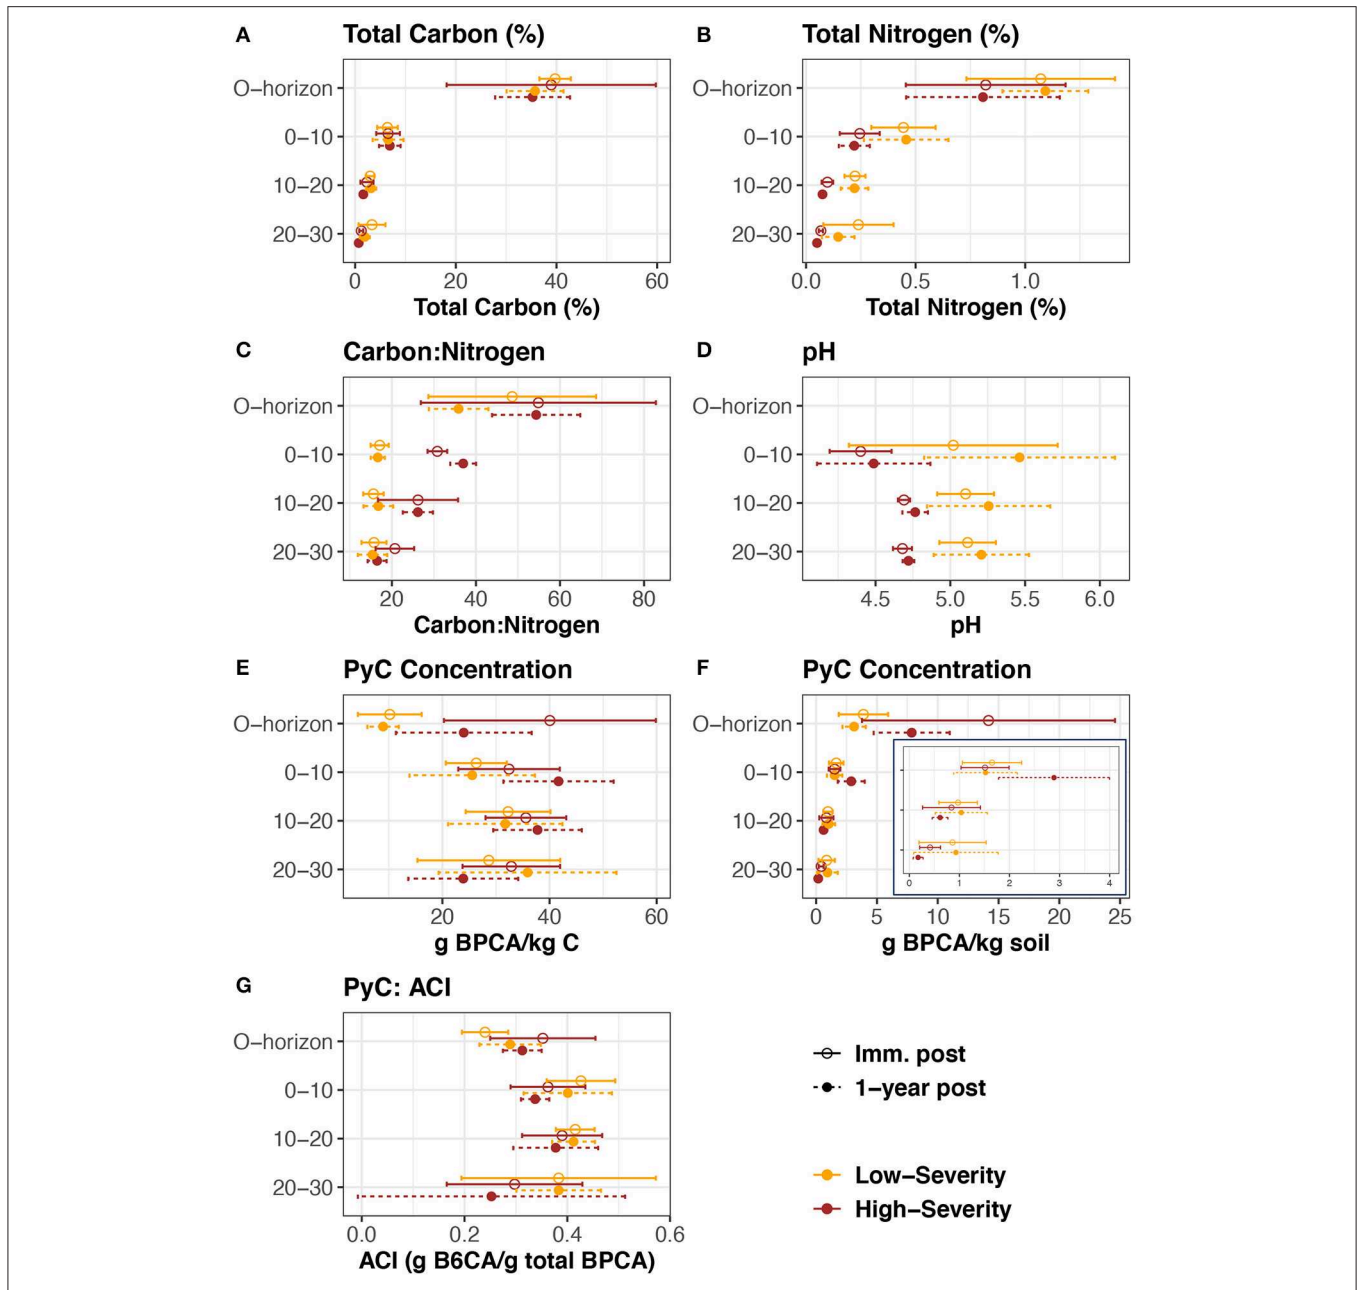 A Total Carbon (%)
O-horizon
0-10
10-20
20-30
0 20 40 60
Total Carbon (%)
B Total Nitrogen (%)
O-horizon
0-10
10-20
20-30
0.0 0.5 1.0
Total Nitrogen (%)
C Carbon:Nitrogen
O-horizon
0-10
10-20
20-30
20 40 60 80
Carbon:Nitrogen
D pH
O-horizon
0-10
10-20
20-30
4.5 5.0 5.5 6.0
pH
E PyC Concentration
O-horizon
0-10
10-20
20-30
20 40 60
g BPCA/kg C
F PyC Concentration
O-horizon
0-10
10-20
20-30
0 1 2 3 4
0 5 10 15 20 25
g BPCA/kg soil
G PyC: ACI
O-horizon
0-10
10-20
20-30
0.0 0.2 0.4 0.6
ACI (g B6CA/g total BPCA)
Imm. post
1-year post
Low-Severity
High-Severity